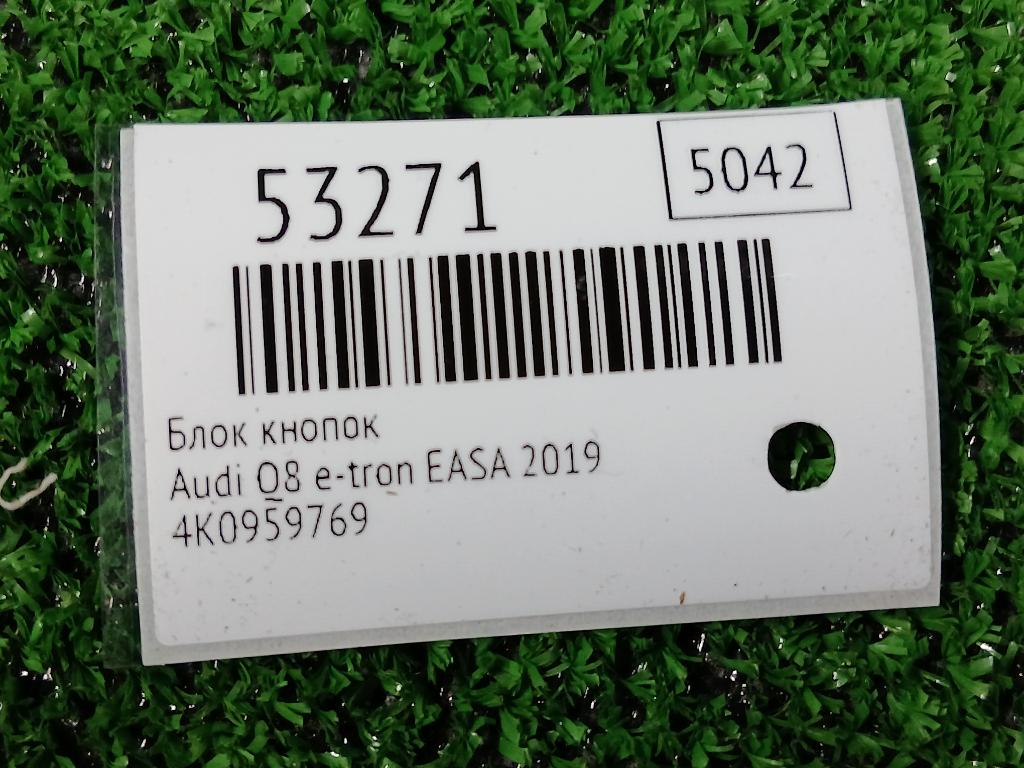 53271
5042
Блок кнопок
Audi Q8 e-tron EASA 2019
4K0959769